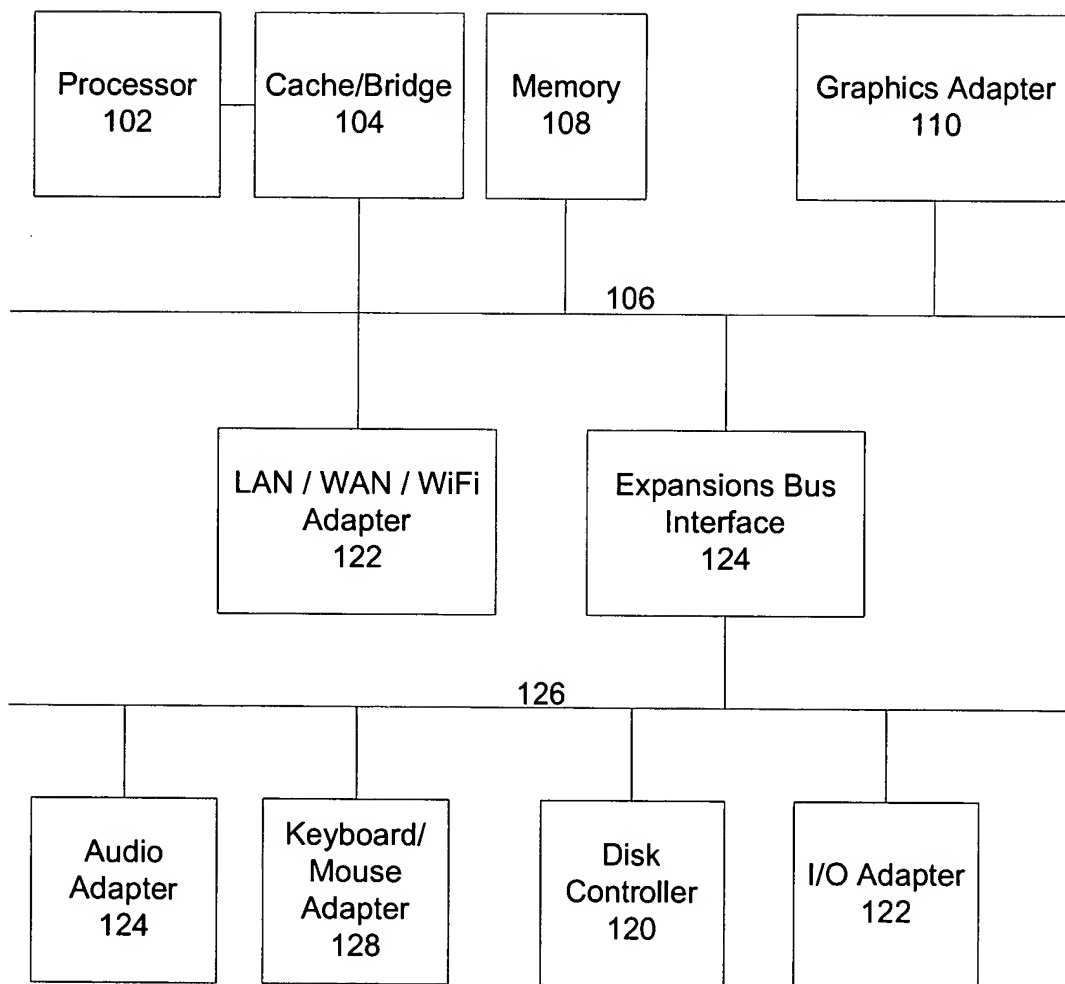 Processor
102
Cache/Bridge
104
Memory
108
Graphics Adapter
110
106
LAN / WAN / WiFi
Adapter
122
Expansions Bus
Interface
124
126
Audio
Adapter
124
Keyboard/
Mouse
Adapter
128
Disk
Controller
120
I/O Adapter
122